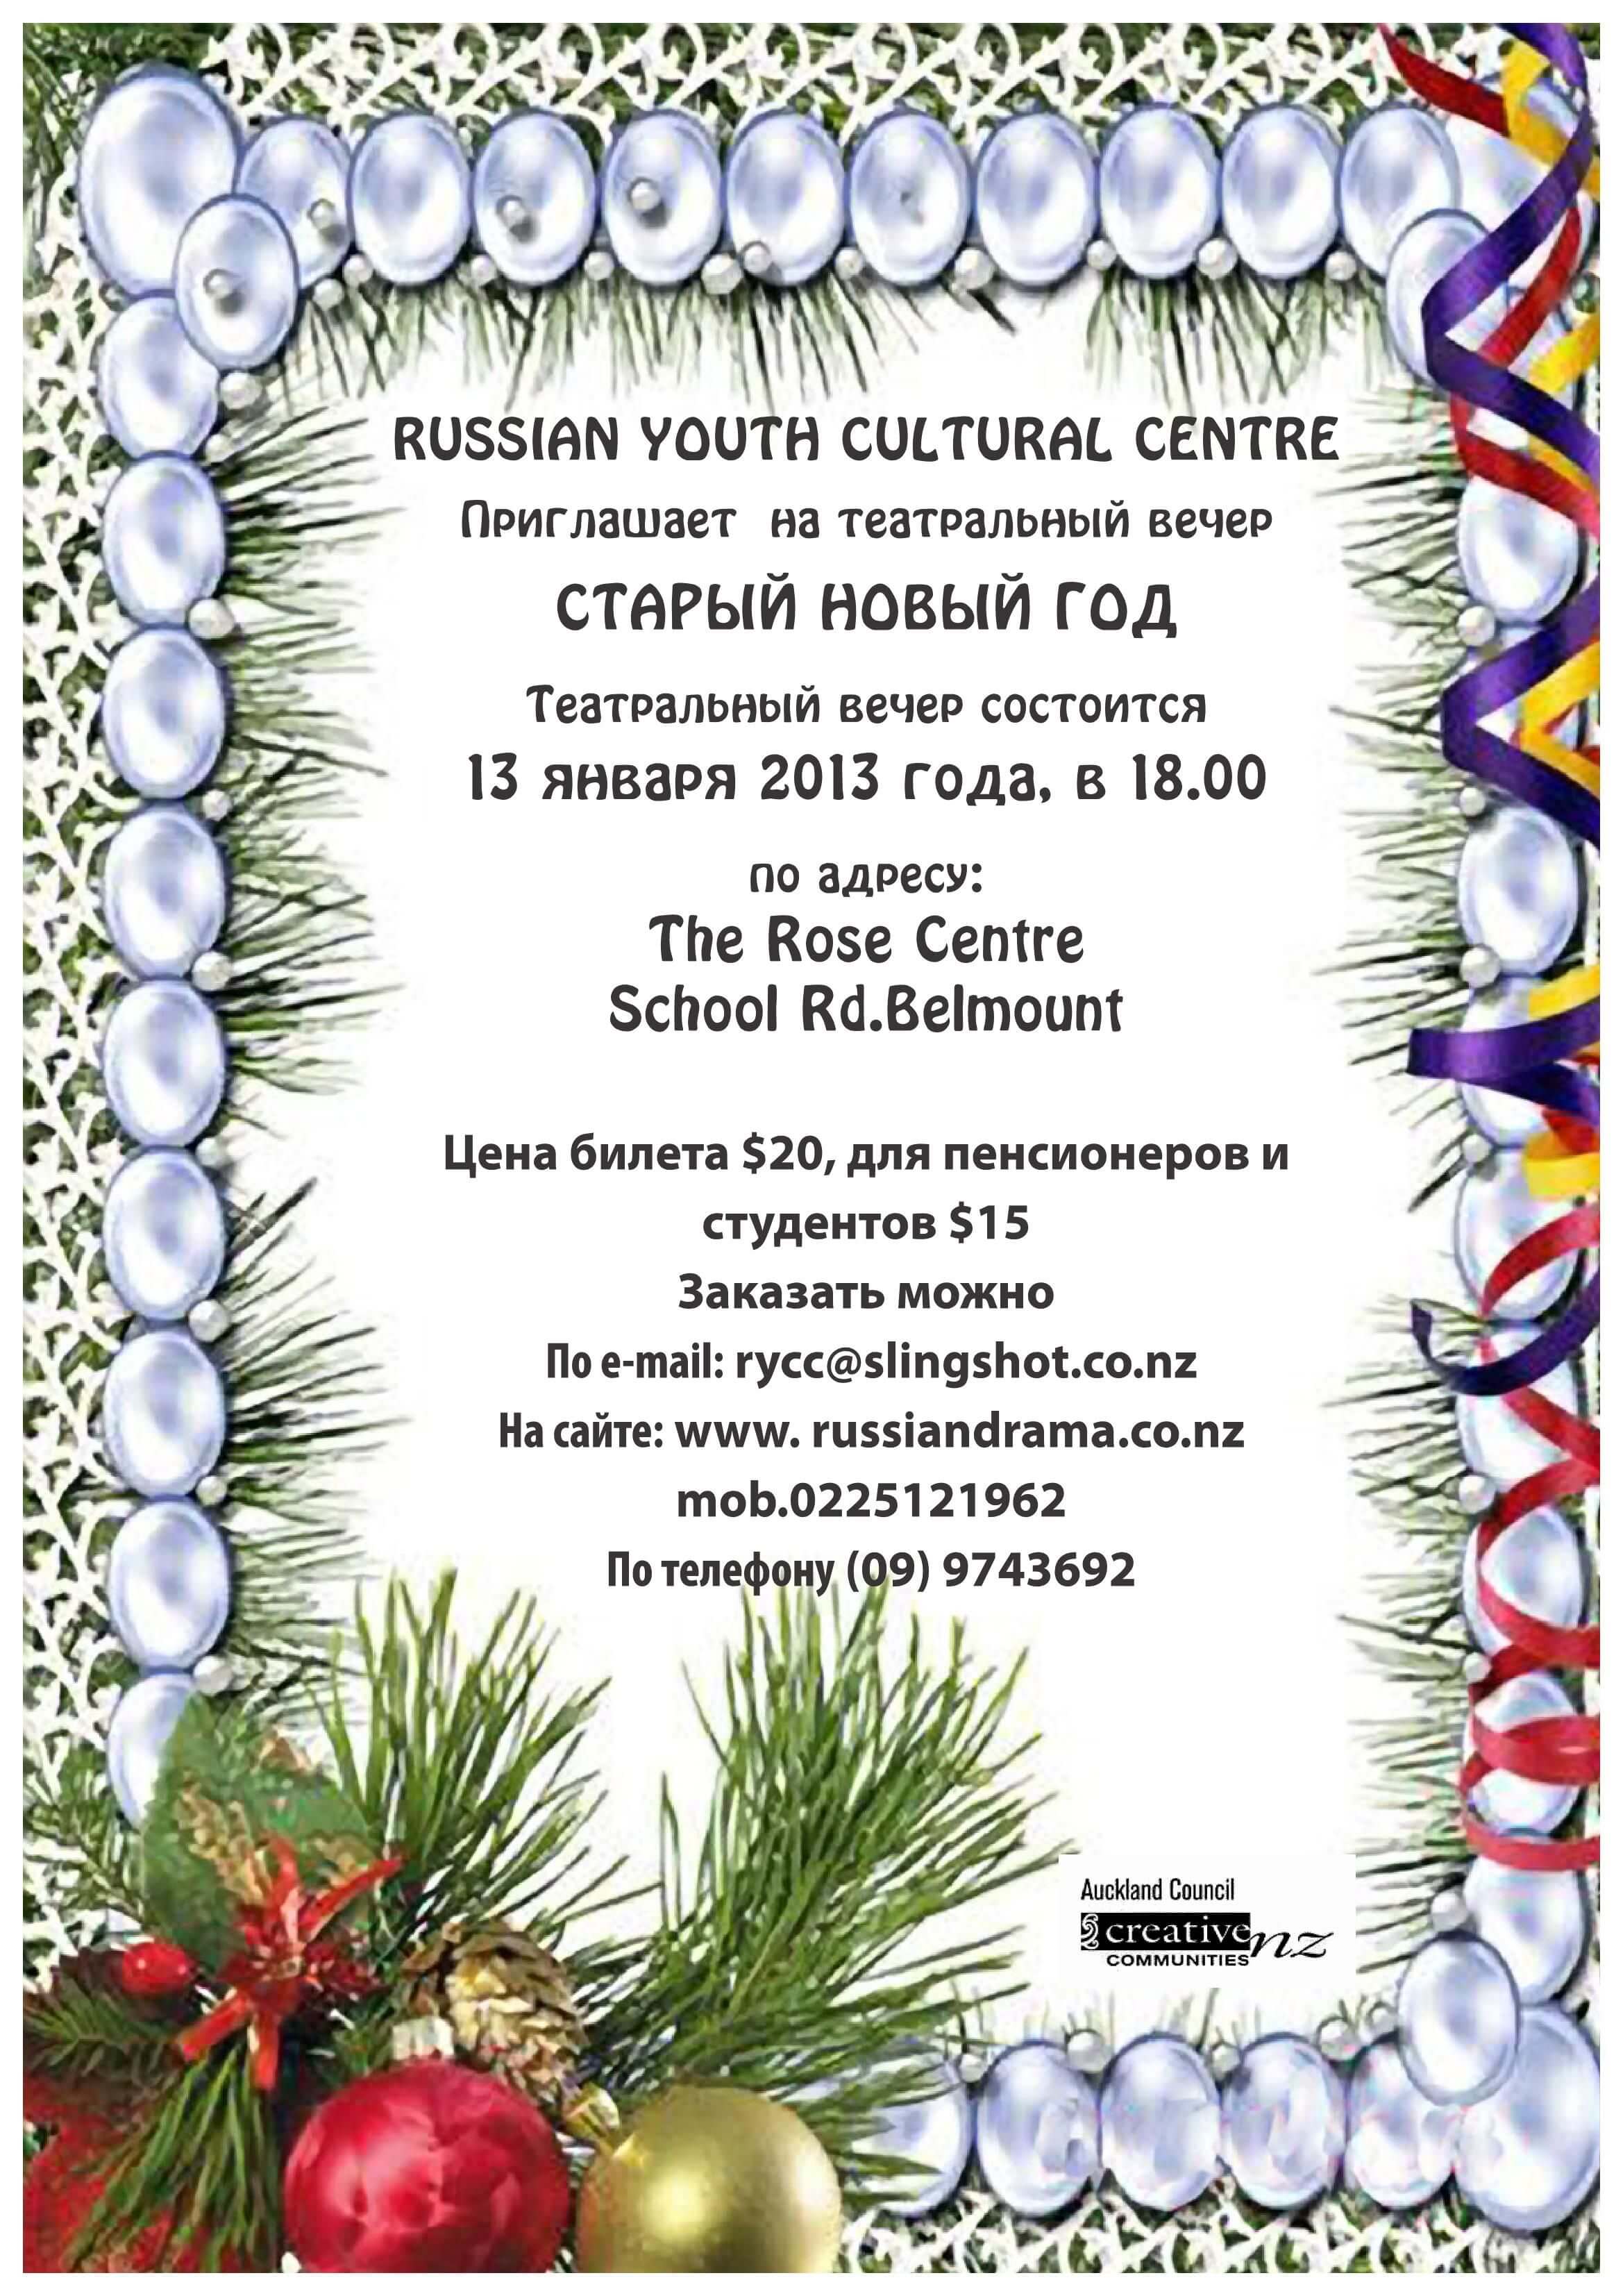 RUSSIAN YOUTH CULTURAL CENTRE
Приглашает на театральный вечер
СТАРЫЙ НОВЫЙ ГОД
Театральный вечер состоится
13 января 2013 года, в 18.00
по адресу:
The Rose Centre
School Rd.Belmount
Цена билета $20, для пенсионеров и
студентов $15
Заказать можно
По e-mail: rycc@slingshot.co.nz
На сайте: www. russiandrama.co.nz
mob.0225121962
По телефону (09) 9743692
Auckland Council
creative nz
COMMUNITIES